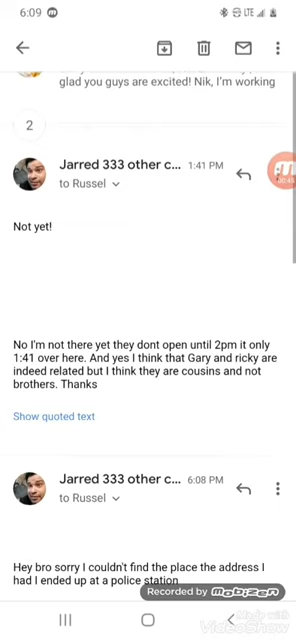 6:09 LTE
glad you guys are excited! Nik, I'm working
2
Jarred 333 other c... 1:41 PM
to Russel
Not yet!
00:45
No I'm not there yet they dont open until 2pm it only
1:41 over here. And yes I think that Gary and ricky are
indeed related but I think they are cousins and not
brothers. Thanks
Show quoted text
Jarred 333 other c... 6:08 PM
to Russel
Hey bro sorry I couldn't find the place the address I
had I ended up at a police station
Recorded by mobizen
Made with
VideoShow